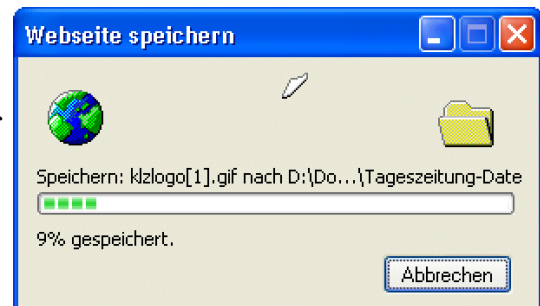 Webseite speichern
Speichern: klzlogo[1].gif nach D:\Do...\Tageszeitung-Date
9% gespeichert.
Abbrechen